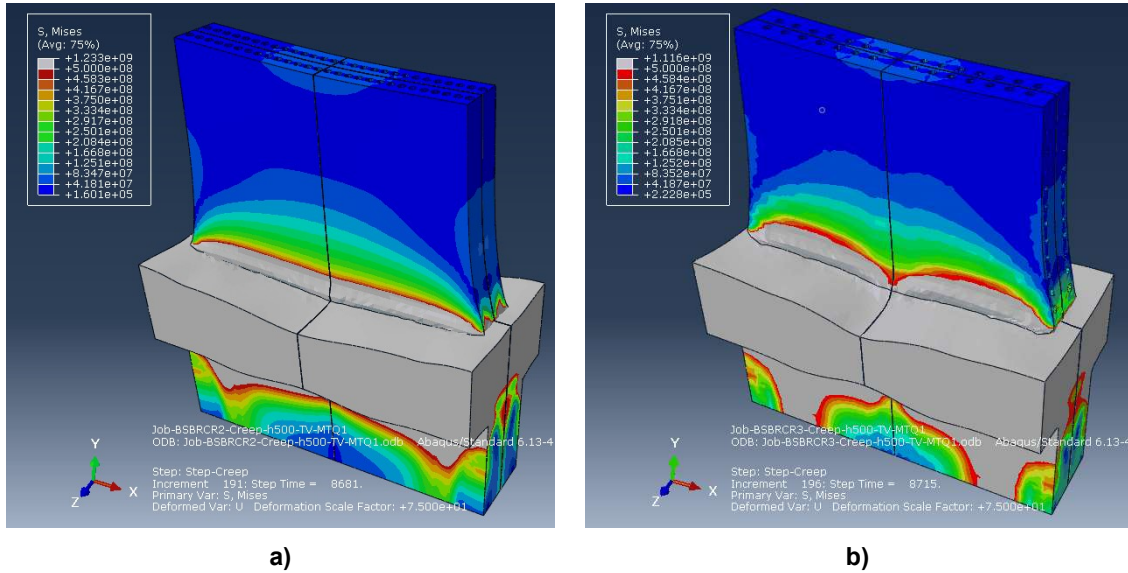 S, Mises
(Avg: 75%)
+1.233e+09
+5.000e+08
+4.583e+08
+4.167e+08
+3.750e+08
+3.334e+08
+2.917e+08
+2.501e+08
+2.084e+08
+1.668e+08
+1.251e+08
+8.347e+07
+4.181e+07
+1.601e+05
Job-BSBRCR2-Creep-h500-TV-MTQ1
ODB: Job-BSBRCR2-Creep-h500-TV-MTQ1.odb Abaqus/Standard 6.13-4
Y
X
Z
Step: Step-Creep
Increment 191: Step Time = 8681.
Primary Var: S, Mises
Deformed Var: U Deformation Scale Factor: +7.500e+01
a)
S, Mises
(Avg: 75%)
+1.116e+09
+5.000e+08
+4.584e+08
+4.167e+08
+3.751e+08
+3.334e+08
+2.918e+08
+2.501e+08
+2.085e+08
+1.668e+08
+1.252e+08
+8.352e+07
+4.187e+07
+2.228e+05
Job-BSBRCR3-Creep-h500-TV-MTQ1
ODB: Job-BSBRCR3-Creep-h500-TV-MTQ1.odb Abaqus/Standard 6.13-4
Y
X
Z
Step: Step-Creep
Increment 196: Step Time = 8715.
Primary Var: S, Mises
Deformed Var: U Deformation Scale Factor: +7.500e+01
b)